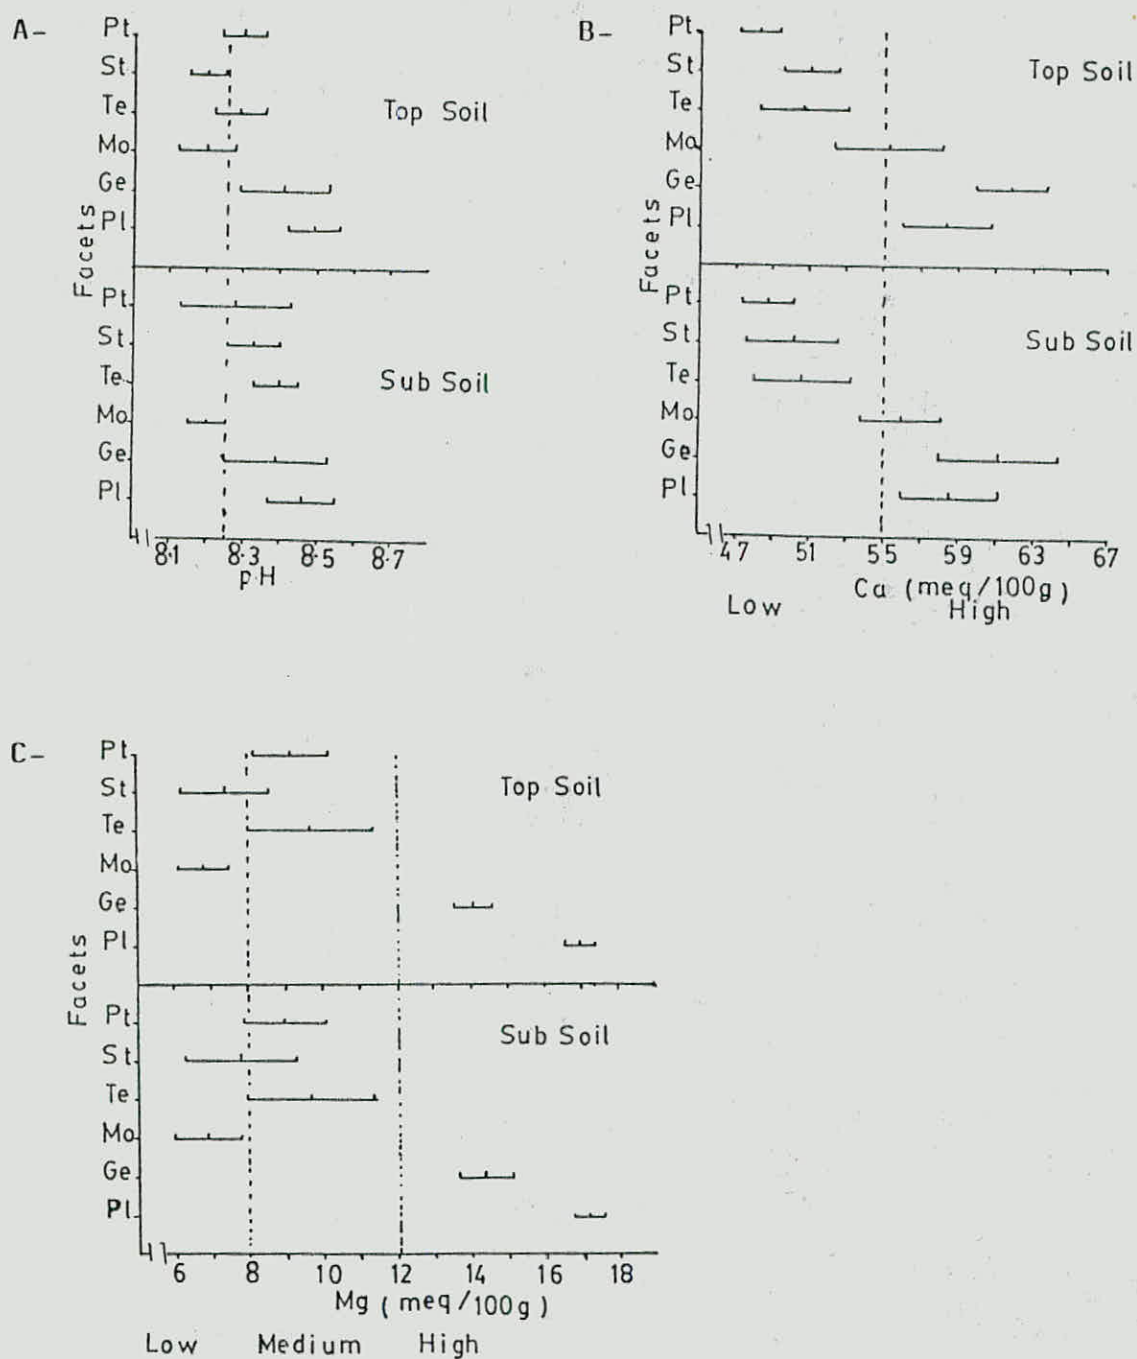 A-
Pt
St
Te
Top Soil
Mo
Ge
Pl
Facets
Pt
St
Te
Sub Soil
Mo
Ge
Pl
8·1 8·3 8·5 8·7
pH
B-
Pt
St
Top Soil
Te
Mo
Ge
Pl
Facets
Pt
St
Sub Soil
Te
Mo
Ge
Pl
47 51 55 59 63 67
Ca (meq/100g)
Low High
C-
Pt
St
Top Soil
Te
Mo
Ge
Pl
Facets
Pt
St
Sub Soil
Te
Mo
Ge
Pl
6 8 10 12 14 16 18
Mg (meq/100g)
Low Medium High